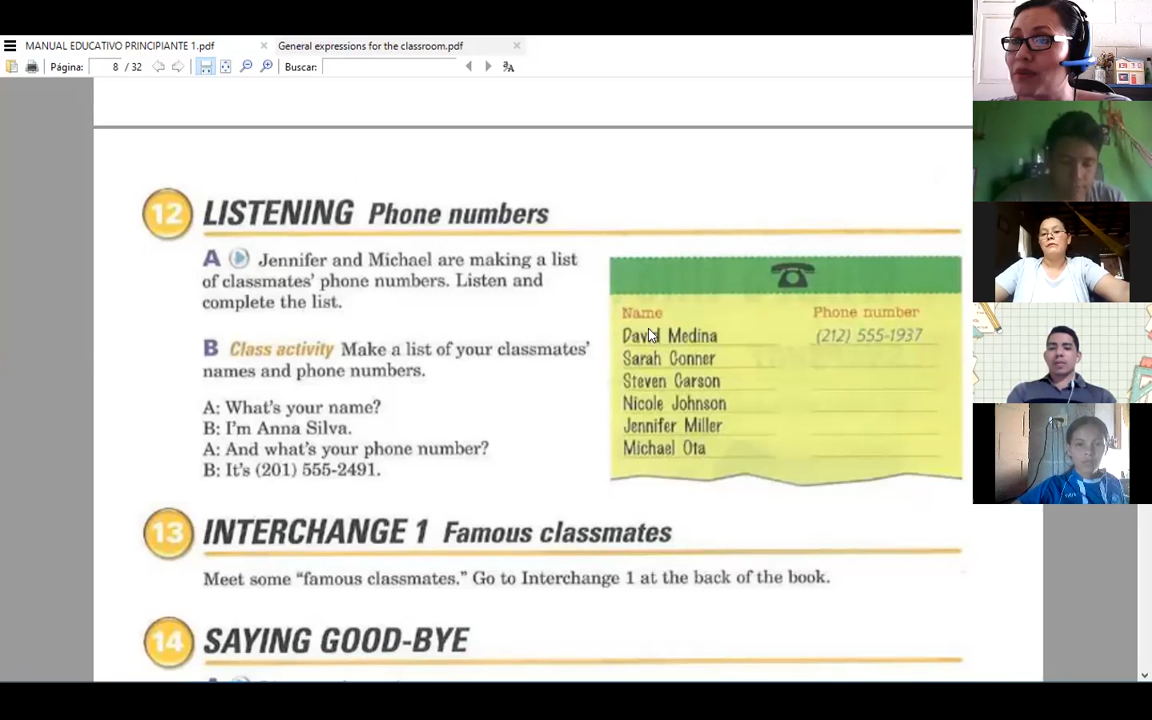 MANUAL EDUCATIVO PRINCIPIANTE 1.pdf
General expressions for the classroom.pdf
Página: 8 / 32 Buscar:
12 LISTENING Phone numbers
A Jennifer and Michael are making a list
of classmates' phone numbers. Listen and
complete the list.
B Class activity Make a list of your classmates'
names and phone numbers.
A: What's your name?
B: I'm Anna Silva.
A: And what's your phone number?
B: It's (201) 555-2491.
Name Phone number
David Medina (212) 555-1937
Sarah Conner
Steven Carson
Nicole Johnson
Jennifer Miller
Michael Ota
13 INTERCHANGE 1 Famous classmates
Meet some "famous classmates." Go to Interchange 1 at the back of the book.
14 SAYING GOOD-BYE